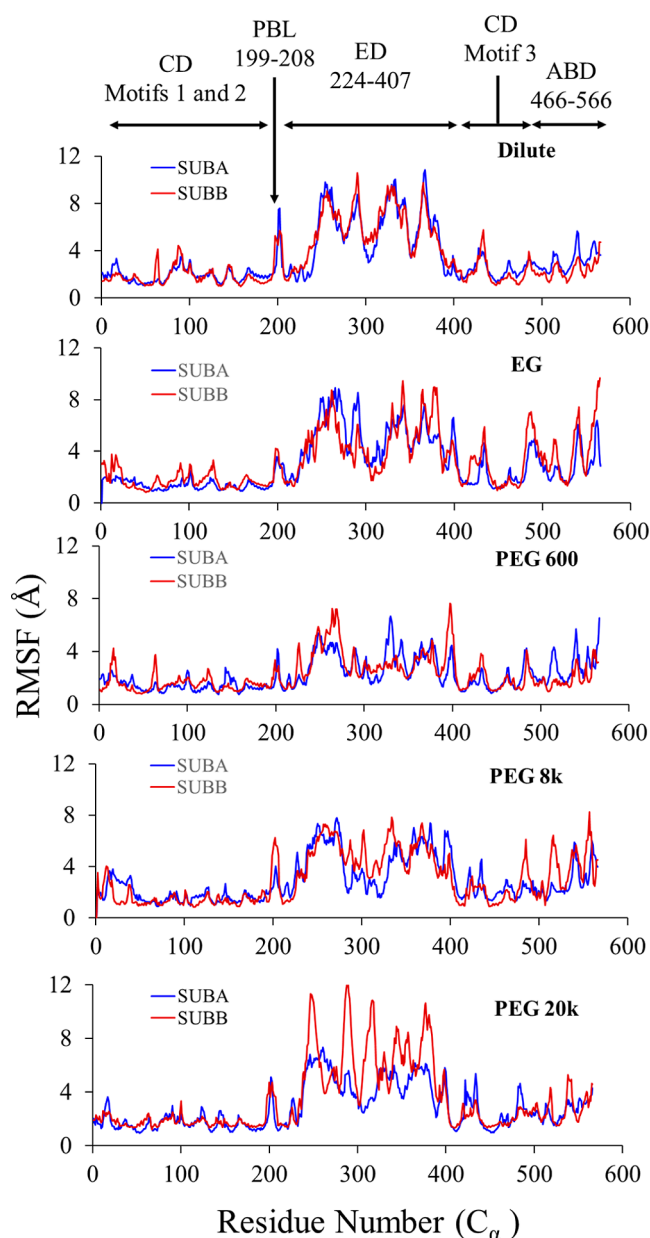 PBL
199-208
CD
Motifs 1 and 2
ED
224-407
CD
Motif 3
ABD
466-566
Dilute
SUBA
SUBB
12
8
4
0
0 100 200 300 400 500 600
EG
SUBA
SUBB
12
8
4
0
0 100 200 300 400 500 600
PEG 600
SUBA
SUBB
12
8
4
0
0 100 200 300 400 500 600
PEG 8k
SUBA
SUBB
12
8
4
0
0 100 200 300 400 500 600
PEG 20k
SUBA
SUBB
12
8
4
0
0 100 200 300 400 500 600
RMSF (Å)
Residue Number (Cα)